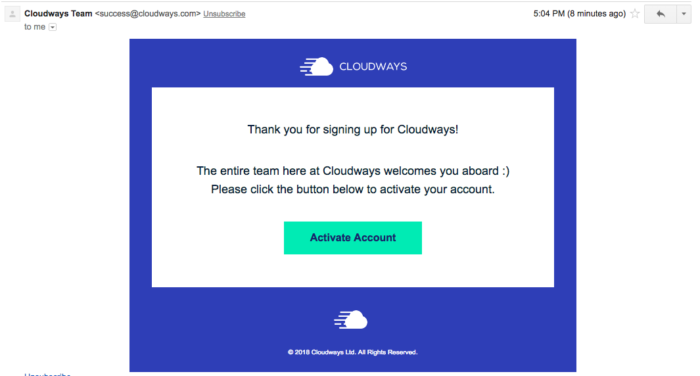 Cloudways Team <success@cloudways.com> Unsubscribe
5:04 PM (8 minutes ago)
to me
CLOUDWAYS
Thank you for signing up for Cloudways!
The entire team here at Cloudways welcomes you aboard :)
Please click the button below to activate your account.
Activate Account
© 2018 Cloudways Ltd. All Rights Reserved.
Unsubscribe